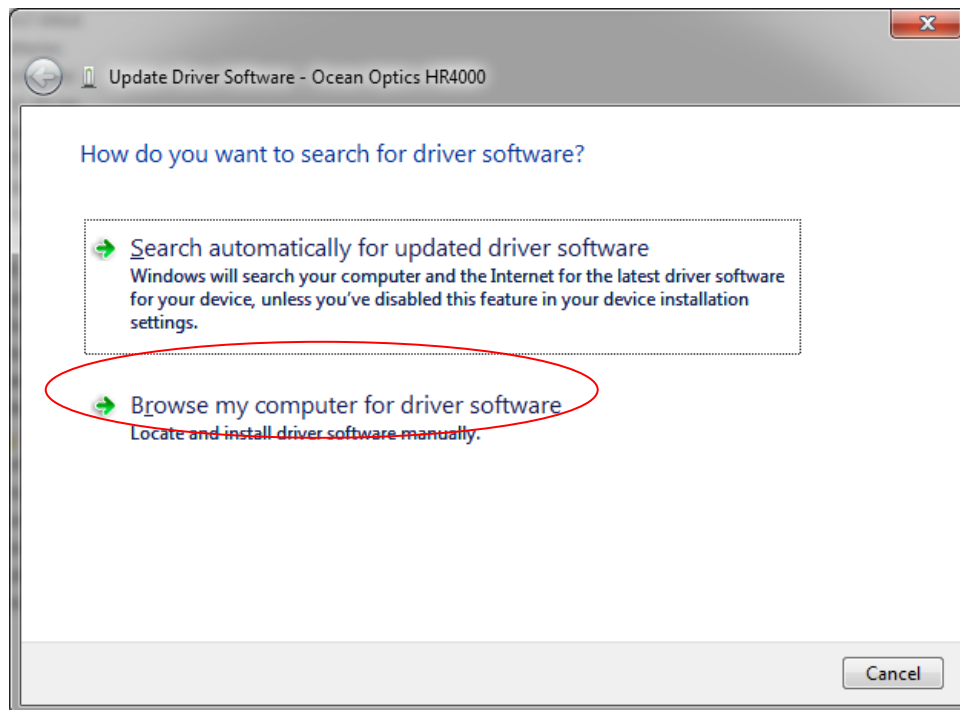 x
Update Driver Software - Ocean Optics HR4000
How do you want to search for driver software?
Search automatically for updated driver software
Windows will search your computer and the Internet for the latest driver software
for your device, unless you've disabled this feature in your device installation
settings.
Browse my computer for driver software
Locate and install driver software manually.
Cancel